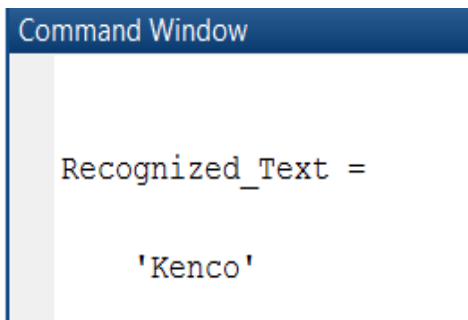 Command Window
Recognized_Text =
'Kenco'